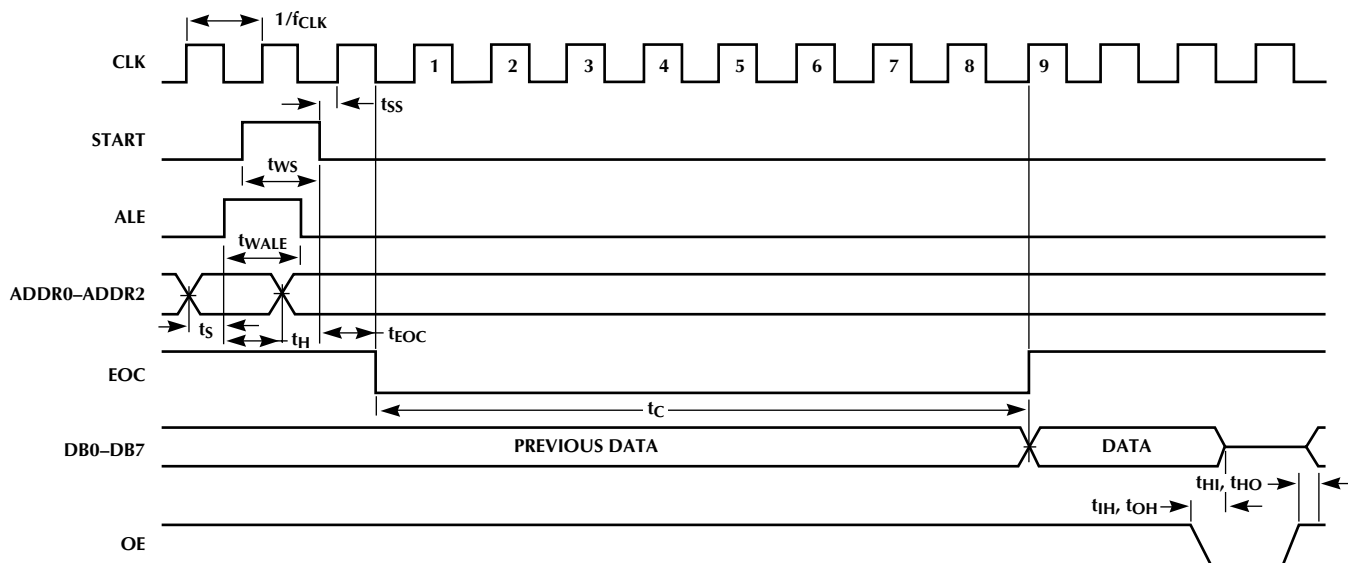 1/fCLK
CLK
1 2 3 4 5 6 7 8 9
tSS
START
tWS
ALE
tWALE
ADDR0–ADDR2
tS
tH
tEOC
EOC
tC
DB0–DB7
PREVIOUS DATA
DATA
tHI, tHO
tIH, tOH
OE